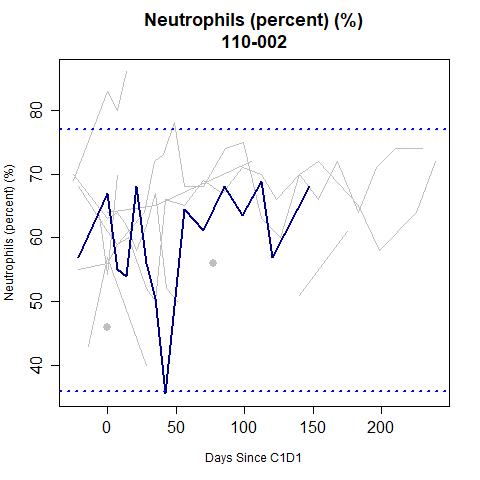 Neutrophils (percent) (%)
110-002
Neutrophils (percent) (%)
80
70
60
50
40
0 50 100 150 200
Days Since C1D1